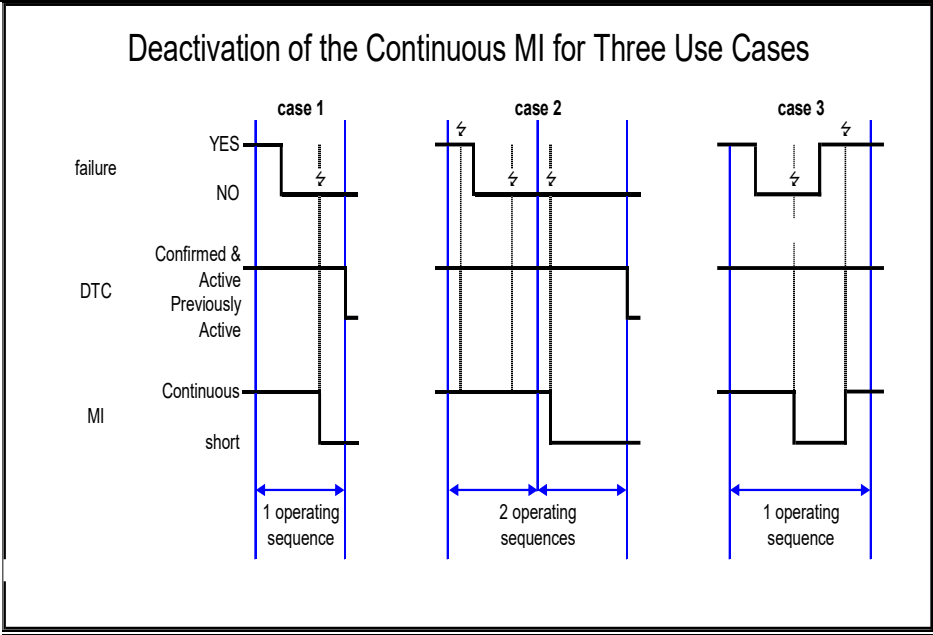 Deactivation of the Continuous MI for Three Use Cases
case 1
case 2
case 3
YES
failure
NO
Confirmed &
Active
DTC
Previously
Active
Continuous
MI
short
1 operating
sequence
2 operating
sequences
1 operating
sequence